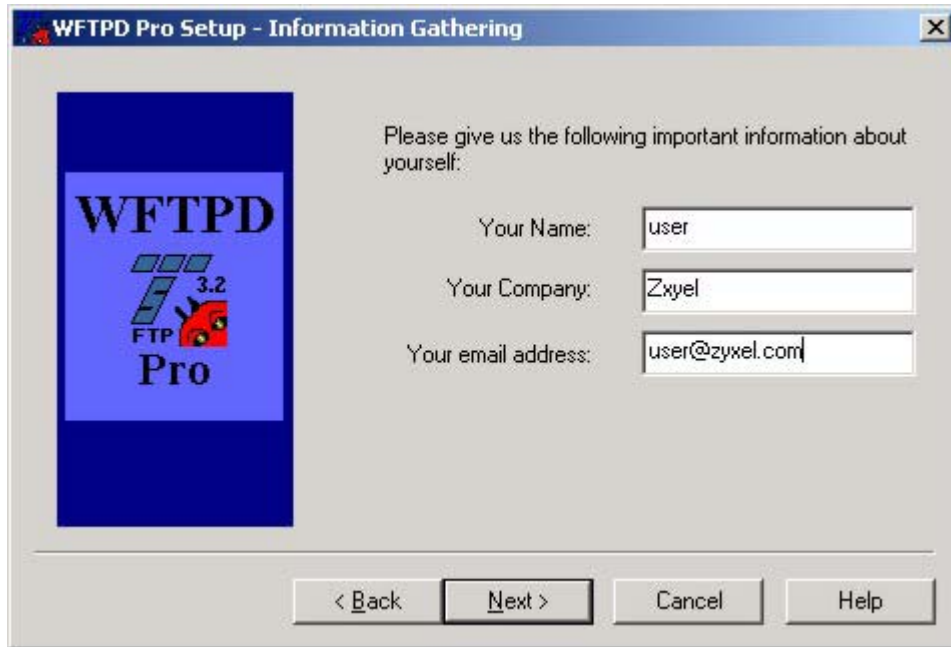 WFTPD Pro Setup - Information Gathering
Please give us the following important information about
yourself:
WFTPD
3.2
FTP
Pro
Your Name: user
Your Company: Zxyel
Your email address: user@zyxel.com
< Back Next > Cancel Help